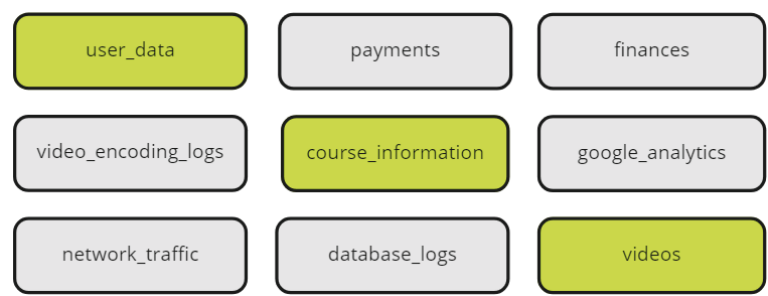 user_data
payments
finances
video_encoding_logs
course_information
google_analytics
network_traffic
database_logs
videos